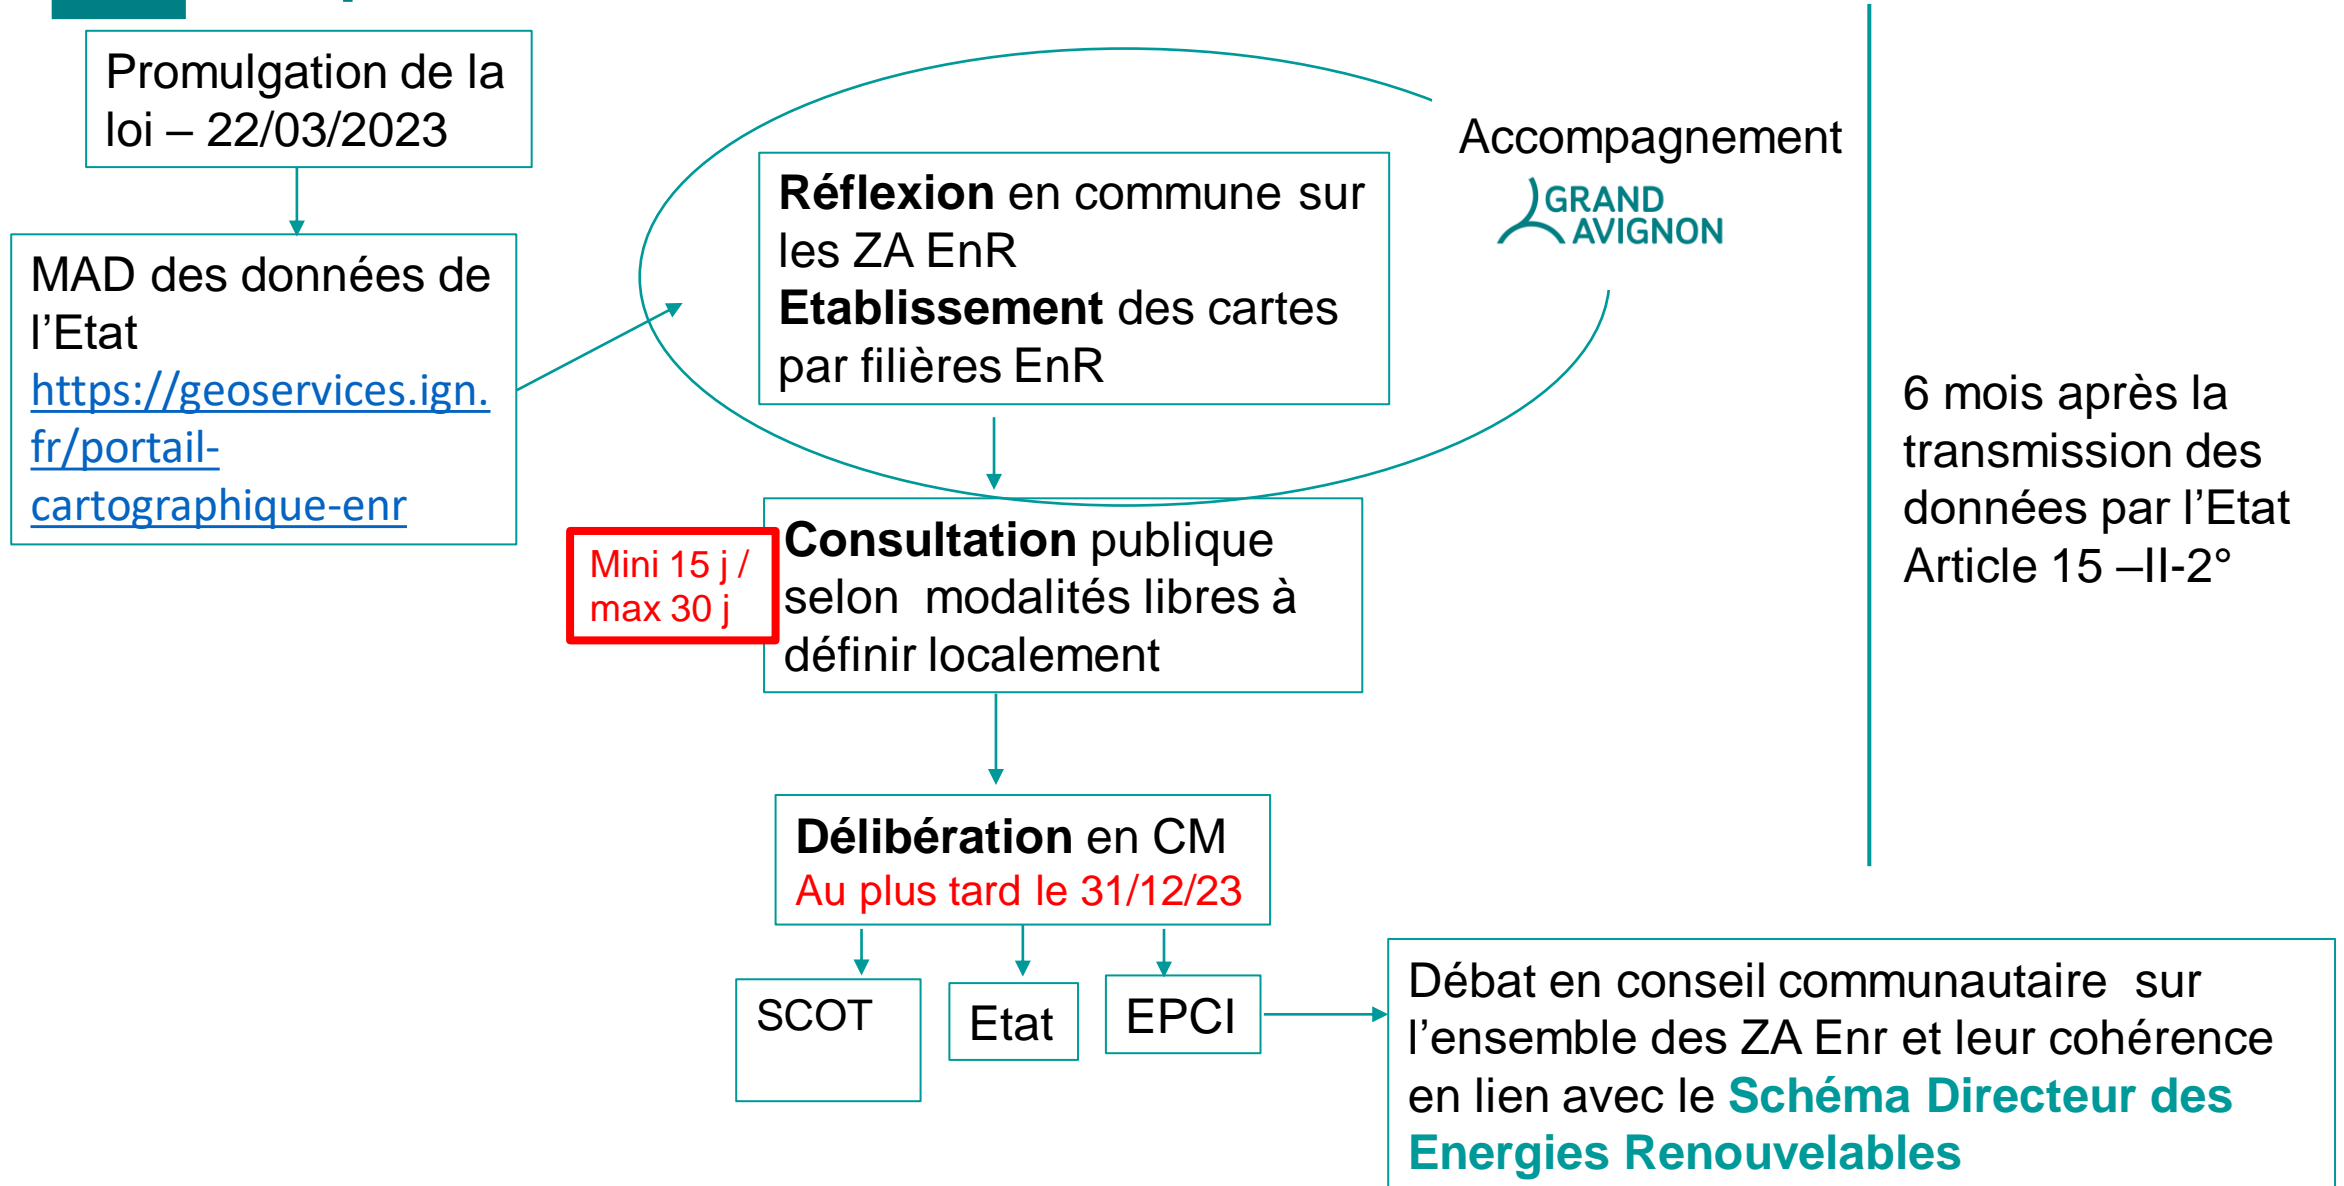 Promulgation de la
loi – 22/03/2023
MAD des données de
l’Etat
https://geoservices.ign.
fr/portail-
cartographique-enr
Réflexion en commune sur
les ZA EnR
Etablissement des cartes
par filières EnR
Accompagnement
GRAND
AVIGNON
Mini 15 j /
max 30 j
Consultation publique
selon modalités libres à
définir localement
Délibération en CM
Au plus tard le 31/12/23
SCOT
Etat
EPCI
Débat en conseil communautaire sur
l’ensemble des ZA Enr et leur cohérence
en lien avec le Schéma Directeur des
Energies Renouvelables
6 mois après la
transmission des
données par l’Etat
Article 15 –II-2°